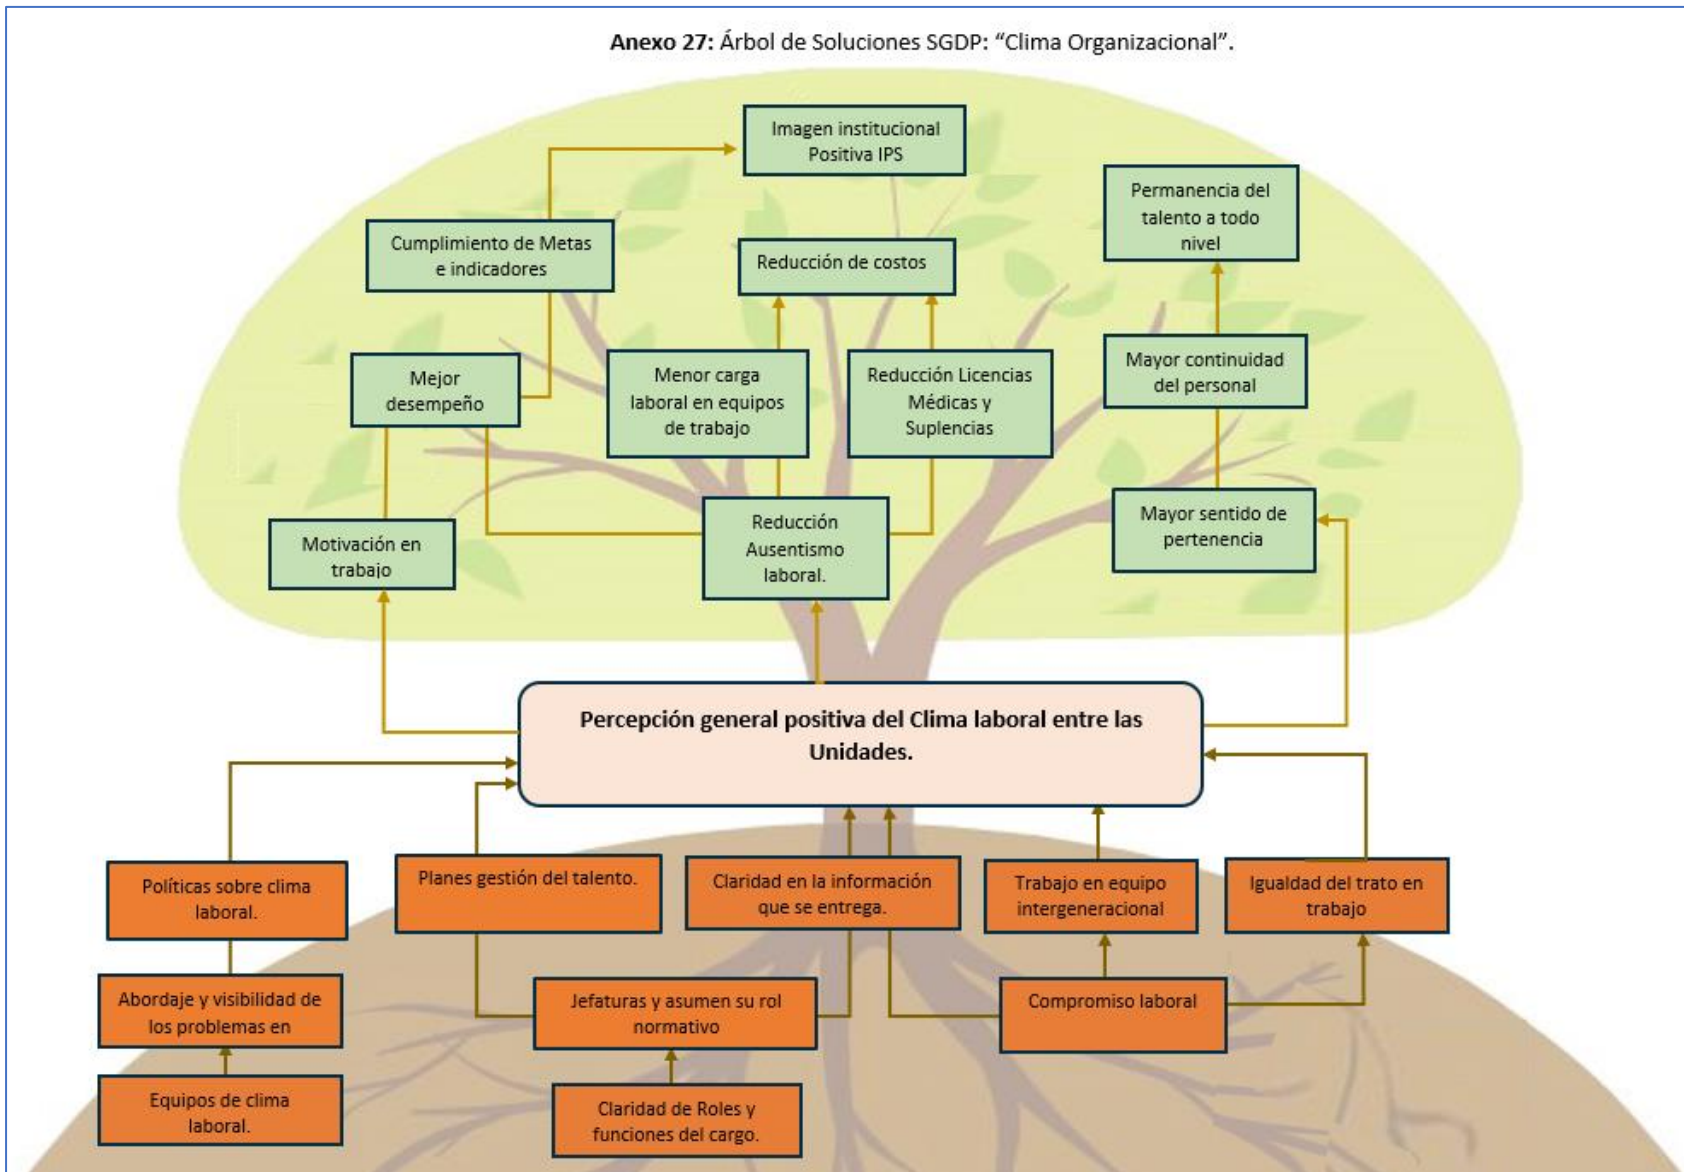 Anexo 27: Árbol de Soluciones SGDP: “Clima Organizacional”.
Imagen institucional
Positiva IPS
Permanencia del
talento a todo
nivel
Cumplimiento de Metas
e indicadores
Reducción de costos
Mejor
desempeño
Menor carga
laboral en equipos
de trabajo
Reducción Licencias
Médicas y
Suplencias
Mayor continuidad
del personal
Motivación en
trabajo
Reducción
Ausentismo
laboral.
Mayor sentido de
pertenencia
Percepción general positiva del Clima laboral entre las
Unidades.
Políticas sobre clima
laboral.
Planes gestión del talento.
Claridad en la información
que se entrega.
Trabajo en equipo
intergeneracional
Igualdad del trato en
trabajo
Abordaje y visibilidad de
los problemas en
Jefaturas y asumen su rol
normativo
Compromiso laboral
Equipos de clima
laboral.
Claridad de Roles y
funciones del cargo.